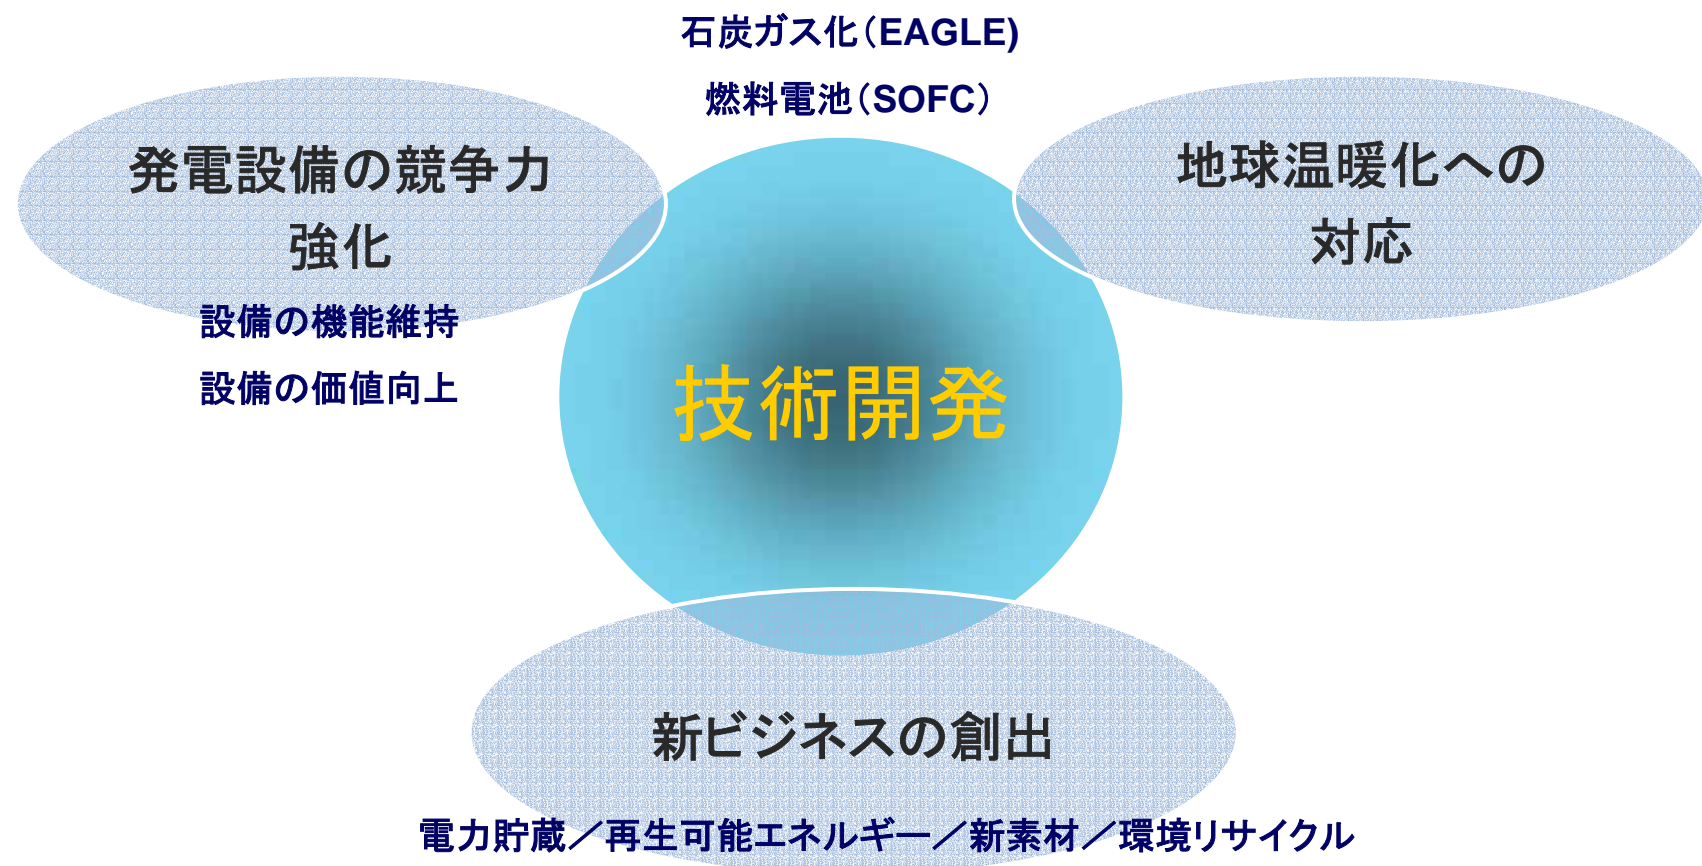 石炭ガス化（EAGLE)
燃料電池（SOFC）
発電設備の競争力
強化
設備の機能維持
設備の価値向上
地球温暖化への
対応
技術開発
新ビジネスの創出
電力貯蔵／再生可能エネルギー／新素材／環境リサイクル